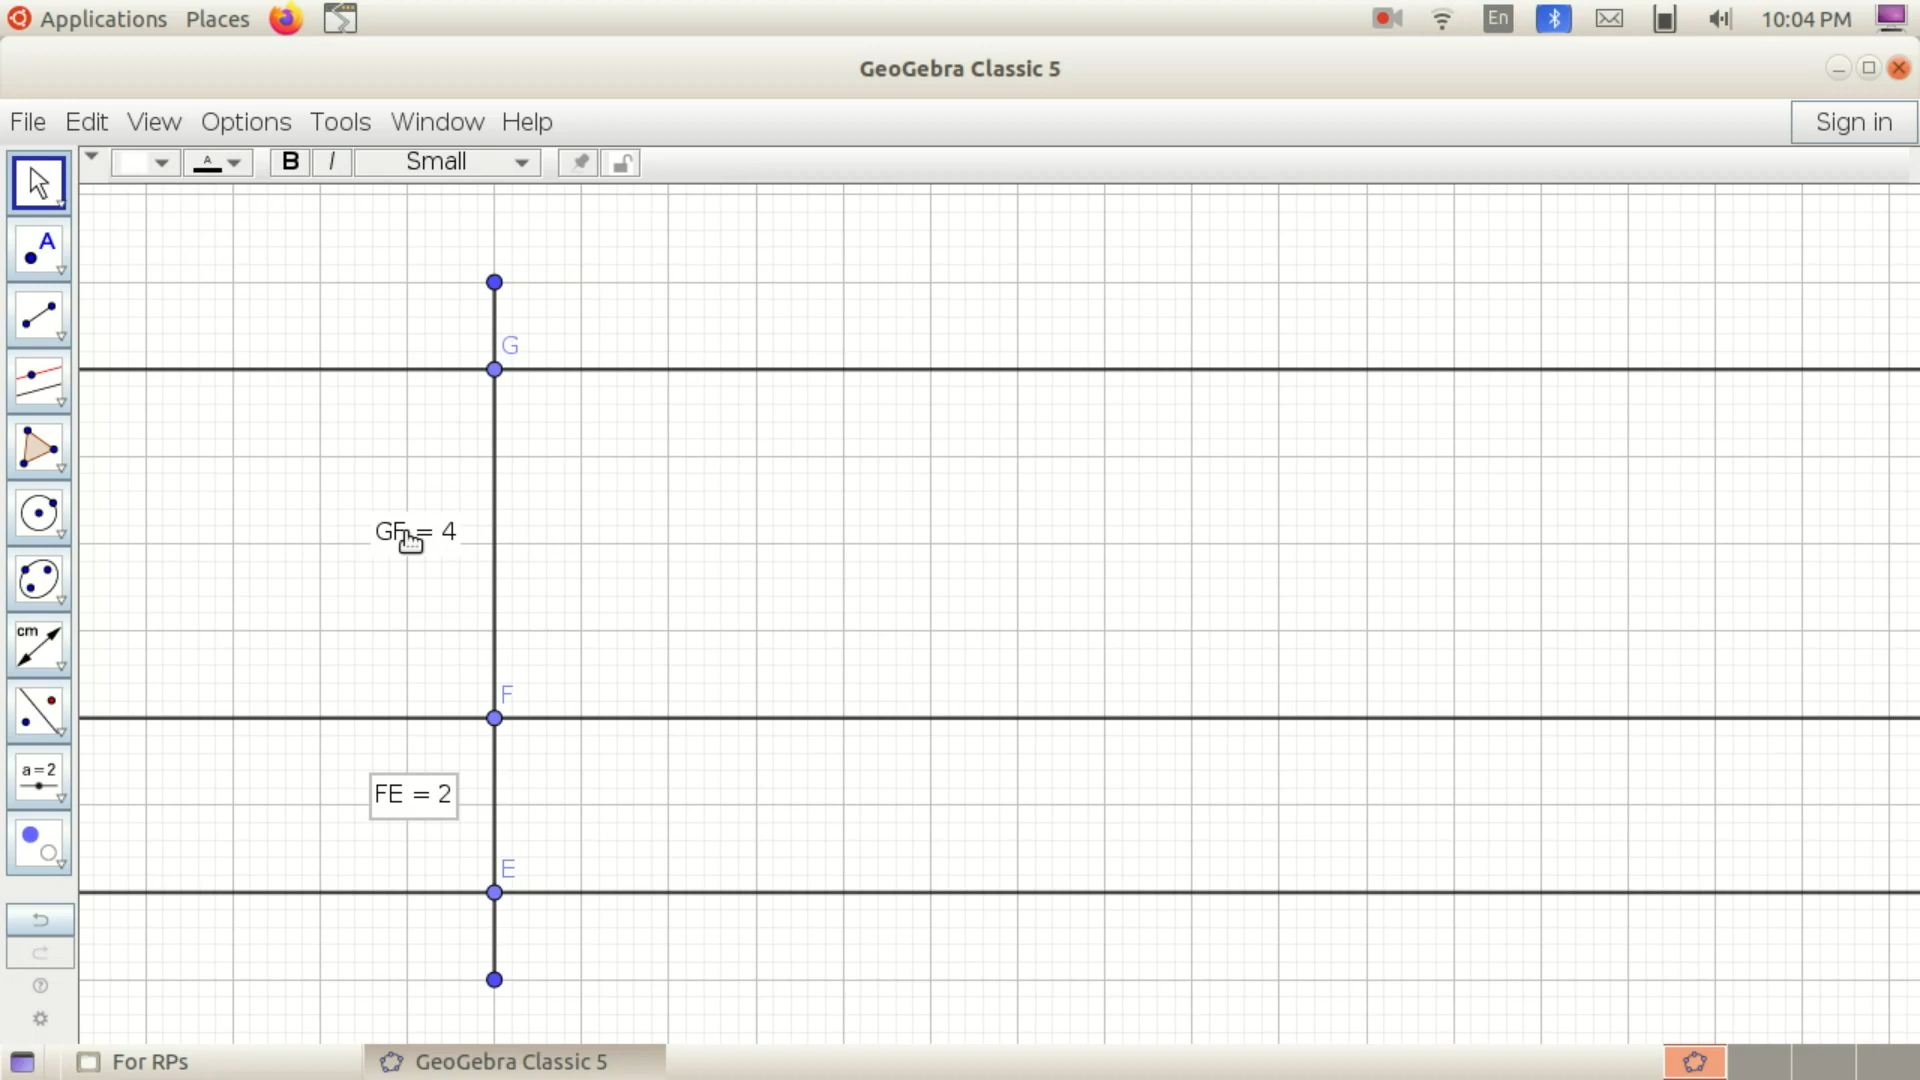 Applications Places En 10:04 PM
GeoGebra Classic 5
File Edit View Options Tools Window Help Sign in
A B I Small
A
G
GF = 4
cm
F
a=2
FE = 2
E
For RPs GeoGebra Classic 5